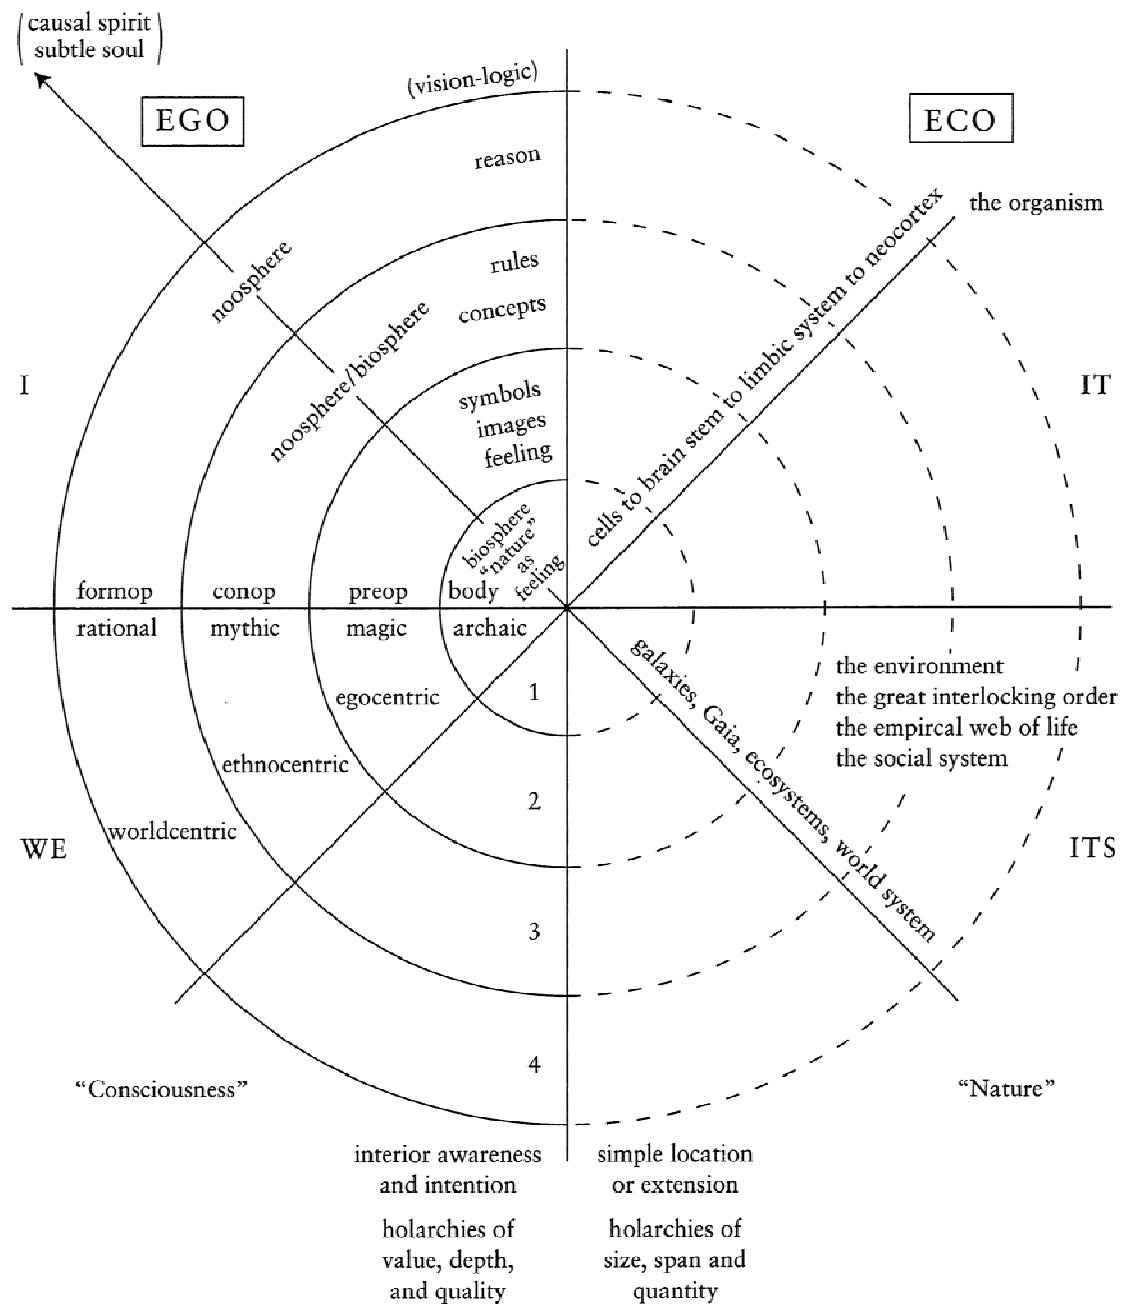 (causal spirit
subtle soul)
EGO
(vision-logic)
ECO
reason
the organism
noosphere
rules
concepts
noosphere/biosphere
cells to brain stem to limbic system to neocortex
I
IT
symbols
images
feeling
biosphere
“nature”
as
feeling
formop
conop
preop
body
rational
mythic
magic
archaic
galaxies, Gaia, ecosystems, world system
the environment
the great interlocking order
the empircal web of life
the social system
egocentric
1
ethnocentric
2
worldcentric
WE
ITS
3
4
“Consciousness”
“Nature”
interior awareness
and intention
simple location
or extension
holarchies of
value, depth,
and quality
holarchies of
size, span and
quantity